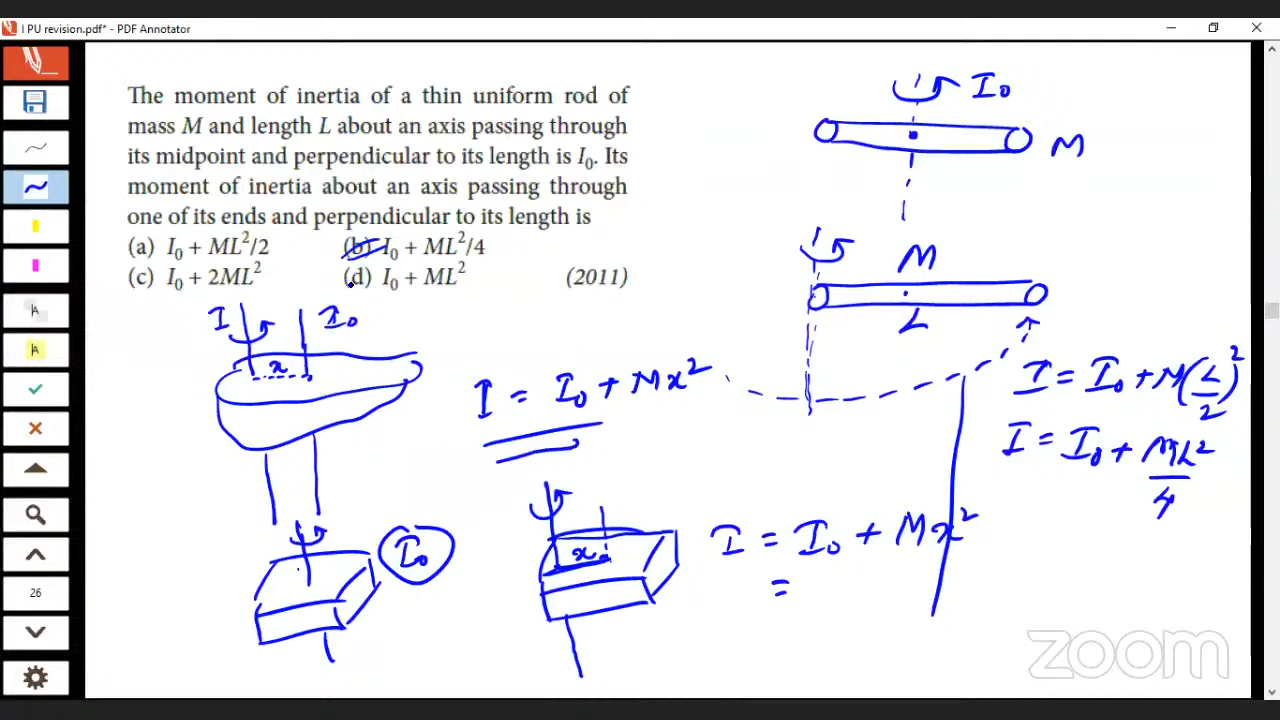 I PU revision.pdf* - PDF Annotator
The moment of inertia of a thin uniform rod of
mass M and length L about an axis passing through
its midpoint and perpendicular to its length is I₀. Its
moment of inertia about an axis passing through
one of its ends and perpendicular to its length is
(a) I₀ + ML²/2 (b) I₀ + ML²/4
(c) I₀ + 2ML² (d) I₀ + ML² (2011)
I₀
M
M
L
I I₀
x
I = I₀ + Mx²
I = I₀ + M(L/2)²
I = I₀ + ML²/4
I₀
x
I = I₀ + Mx²
=
A
A
26
zoom